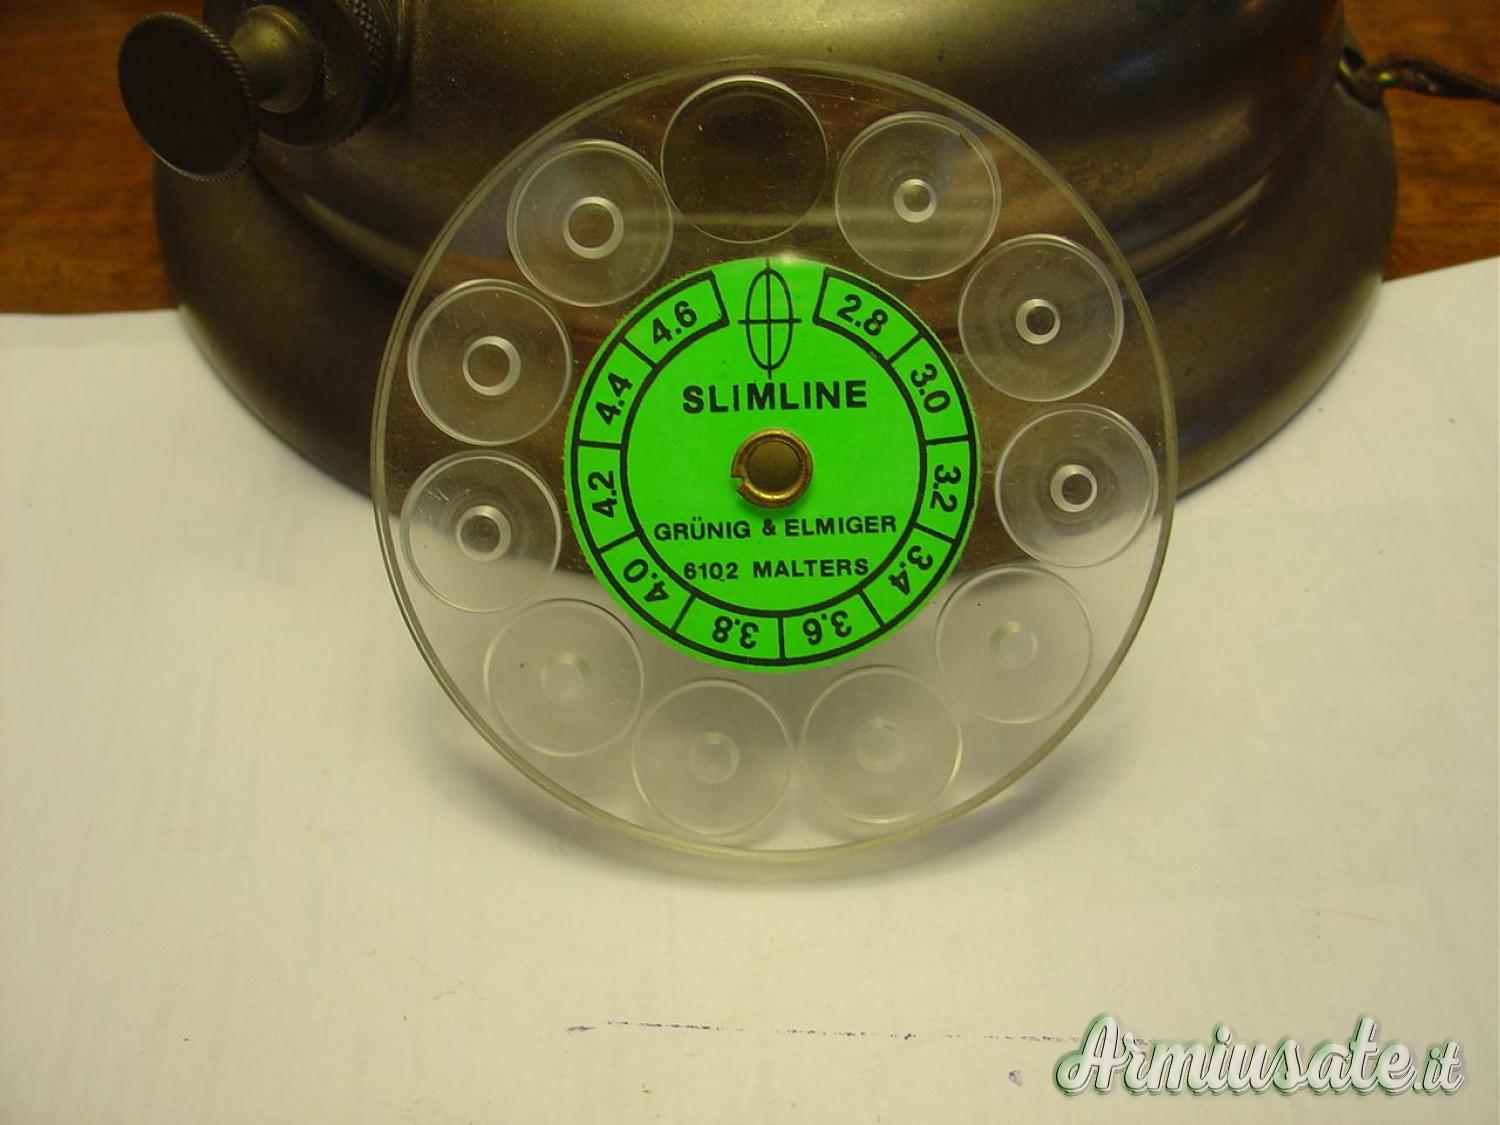 2.8
3.0
3.2
3.4
3.6
3.8
4.0
4.2
4.4
4.6
SLIMLINE
GRÜNIG & ELMIGER
6102 MALTERS
Armiusate.it